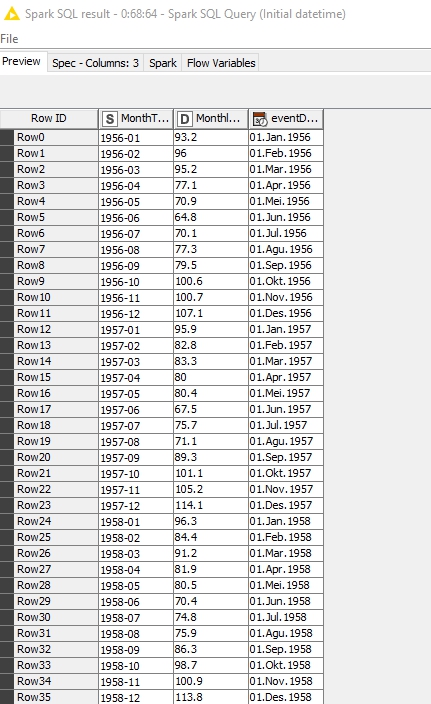 Spark SQL result - 0:68:64 - Spark SQL Query (Initial datetime)
File
Preview Spec - Columns: 3 Spark Flow Variables
Row ID S MonthT... D Monthl... eventD...
Row0 1956-01 93.2 01.Jan.1956
Row1 1956-02 96 01.Feb.1956
Row2 1956-03 95.2 01.Mar.1956
Row3 1956-04 77.1 01.Apr.1956
Row4 1956-05 70.9 01.Mei.1956
Row5 1956-06 64.8 01.Jun.1956
Row6 1956-07 70.1 01.Jul.1956
Row7 1956-08 77.3 01.Agu.1956
Row8 1956-09 79.5 01.Sep.1956
Row9 1956-10 100.6 01.Okt.1956
Row10 1956-11 100.7 01.Nov.1956
Row11 1956-12 107.1 01.Des.1956
Row12 1957-01 95.9 01.Jan.1957
Row13 1957-02 82.8 01.Feb.1957
Row14 1957-03 83.3 01.Mar.1957
Row15 1957-04 80 01.Apr.1957
Row16 1957-05 80.4 01.Mei.1957
Row17 1957-06 67.5 01.Jun.1957
Row18 1957-07 75.7 01.Jul.1957
Row19 1957-08 71.1 01.Agu.1957
Row20 1957-09 89.3 01.Sep.1957
Row21 1957-10 101.1 01.Okt.1957
Row22 1957-11 105.2 01.Nov.1957
Row23 1957-12 114.1 01.Des.1957
Row24 1958-01 96.3 01.Jan.1958
Row25 1958-02 84.4 01.Feb.1958
Row26 1958-03 91.2 01.Mar.1958
Row27 1958-04 81.9 01.Apr.1958
Row28 1958-05 80.5 01.Mei.1958
Row29 1958-06 70.4 01.Jun.1958
Row30 1958-07 74.8 01.Jul.1958
Row31 1958-08 75.9 01.Agu.1958
Row32 1958-09 86.3 01.Sep.1958
Row33 1958-10 98.7 01.Okt.1958
Row34 1958-11 100.9 01.Nov.1958
Row35 1958-12 113.8 01.Des.1958